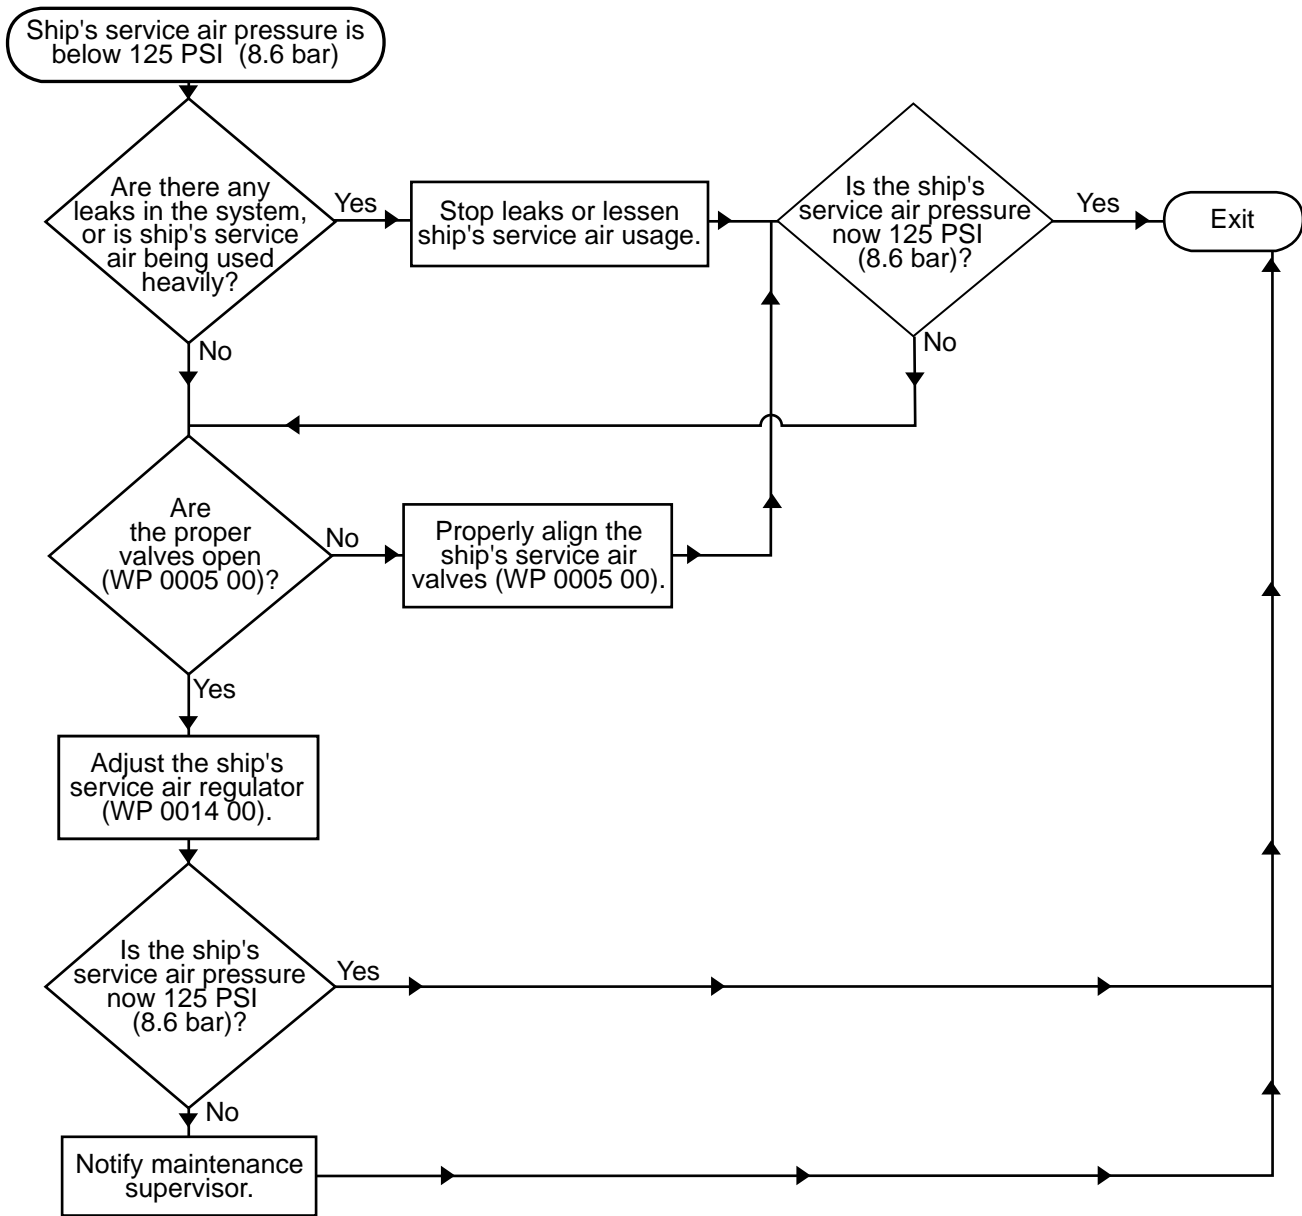 Ship's service air pressure is
below 125 PSI (8.6 bar)
Are there any
leaks in the system,
or is ship's service
air being used
heavily?
Yes
Stop leaks or lessen
ship's service air usage.
Is the ship's
service air pressure
now 125 PSI
(8.6 bar)?
Yes
Exit
No
No
Are
the proper
valves open
(WP 0005 00)?
No
Properly align the
ship's service air
valves (WP 0005 00).
Yes
Adjust the ship's
service air regulator
(WP 0014 00).
Is the ship's
service air pressure
now 125 PSI
(8.6 bar)?
Yes
No
Notify maintenance
supervisor.